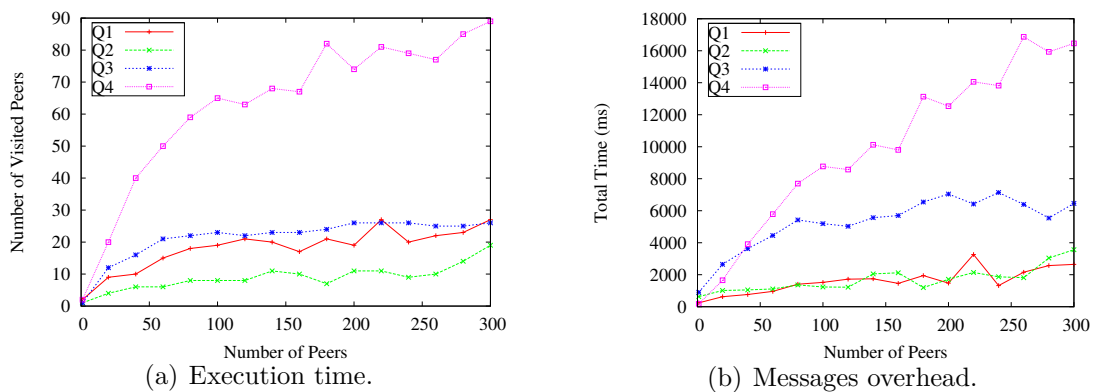 90
80
70
60
50
40
30
20
10
0
Number of Visited Peers
Q1
Q2
Q3
Q4
0 50 100 150 200 250 300
Number of Peers
(a) Execution time.
18000
16000
14000
12000
10000
8000
6000
4000
2000
0
Total Time (ms)
Q1
Q2
Q3
Q4
0 50 100 150 200 250 300
Number of Peers
(b) Messages overhead.